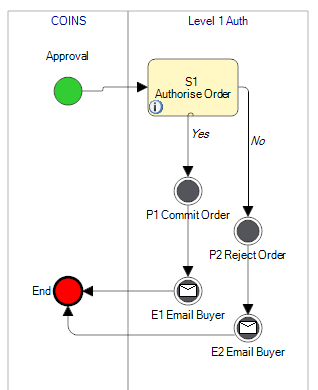 COINS
Level 1 Auth
Approval
S1
Authorise Order
Yes
No
P1 Commit Order
P2 Reject Order
End
E1 Email Buyer
E2 Email Buyer